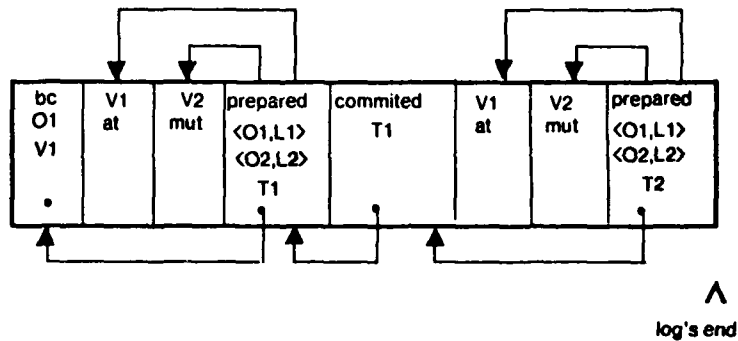 bc
O1
V1
V1
at
V2
mut
prepared
<O1,L1>
<O2,L2>
T1
commited
T1
V1
at
V2
mut
prepared
<O1,L1>
<O2,L2>
T2
log's end